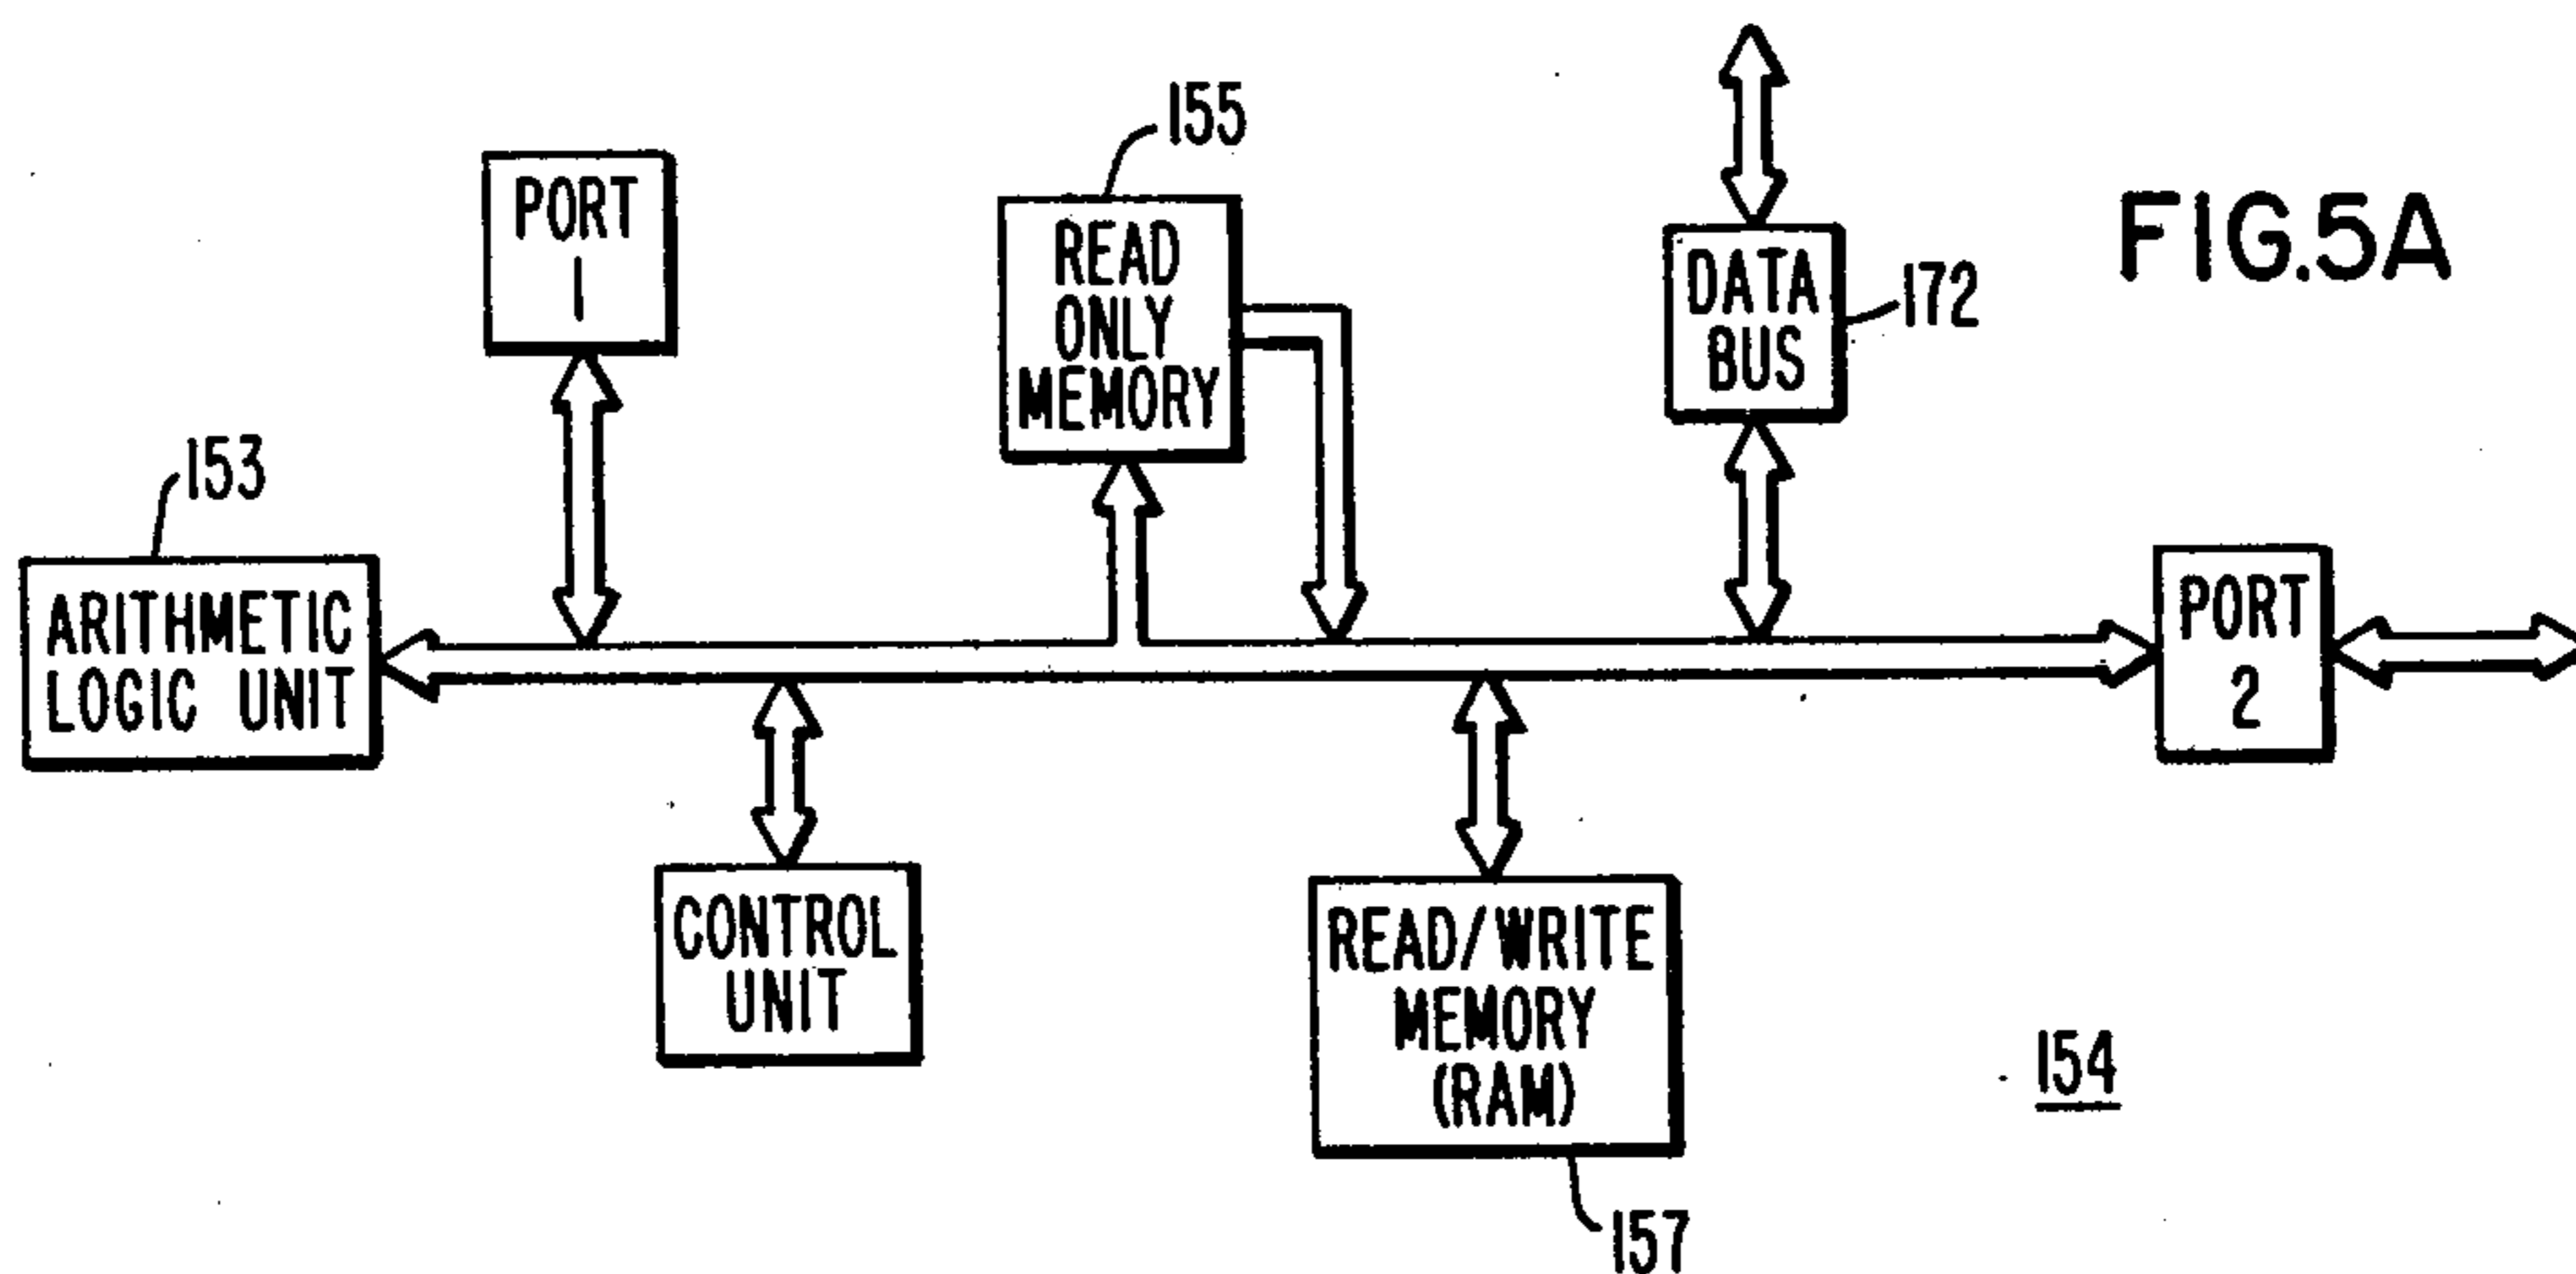 155
PORT
1
READ
ONLY
MEMORY
DATA
BUS
172
FIG.5A
153
ARITHMETIC
LOGIC UNIT
PORT
2
CONTROL
UNIT
READ/WRITE
MEMORY
(RAM)
154
157